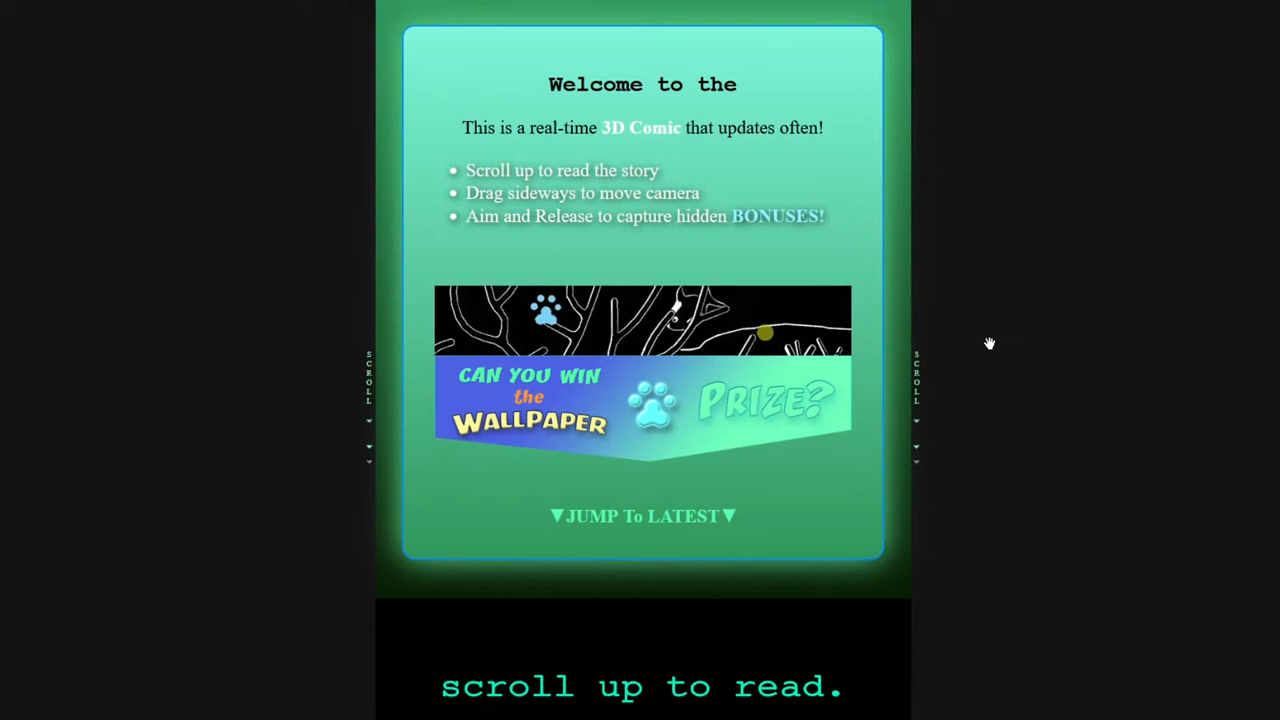 Welcome to the
This is a real-time 3D Comic that updates often!
Scroll up to read the story
Drag sideways to move camera
Aim and Release to capture hidden BONUSES!
SCROLL
SCROLL
CAN YOU WIN
the
WALLPAPER
PRIZE?
▼JUMP To LATEST▼
scroll up to read.